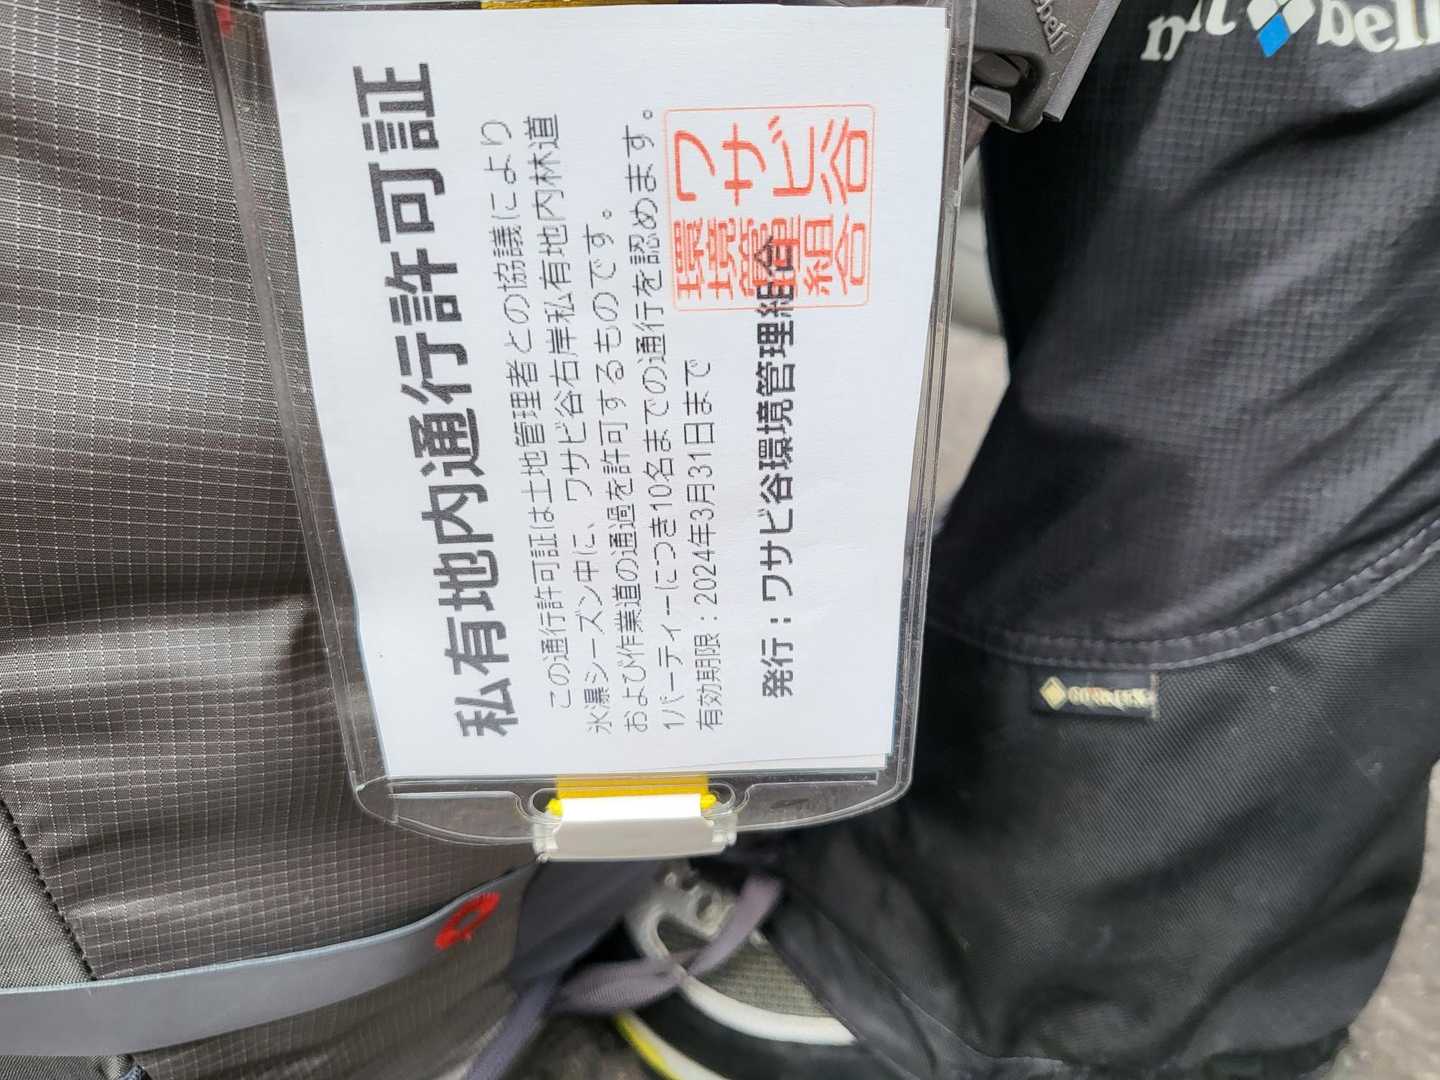 私有地内通行許可証
この通行許可証は土地管理者との協議により
氷瀑シーズン中に、ワサビ谷右岸私有地内林道
および作業道の通過を許可するものです。
1パーティーにつき10名までの通行を認めます。
有効期限：2024年3月31日まで
発行：ワサビ谷環境管理組合
ワサビ谷
環境管理組合
mont bell
bell
GORE-TEX